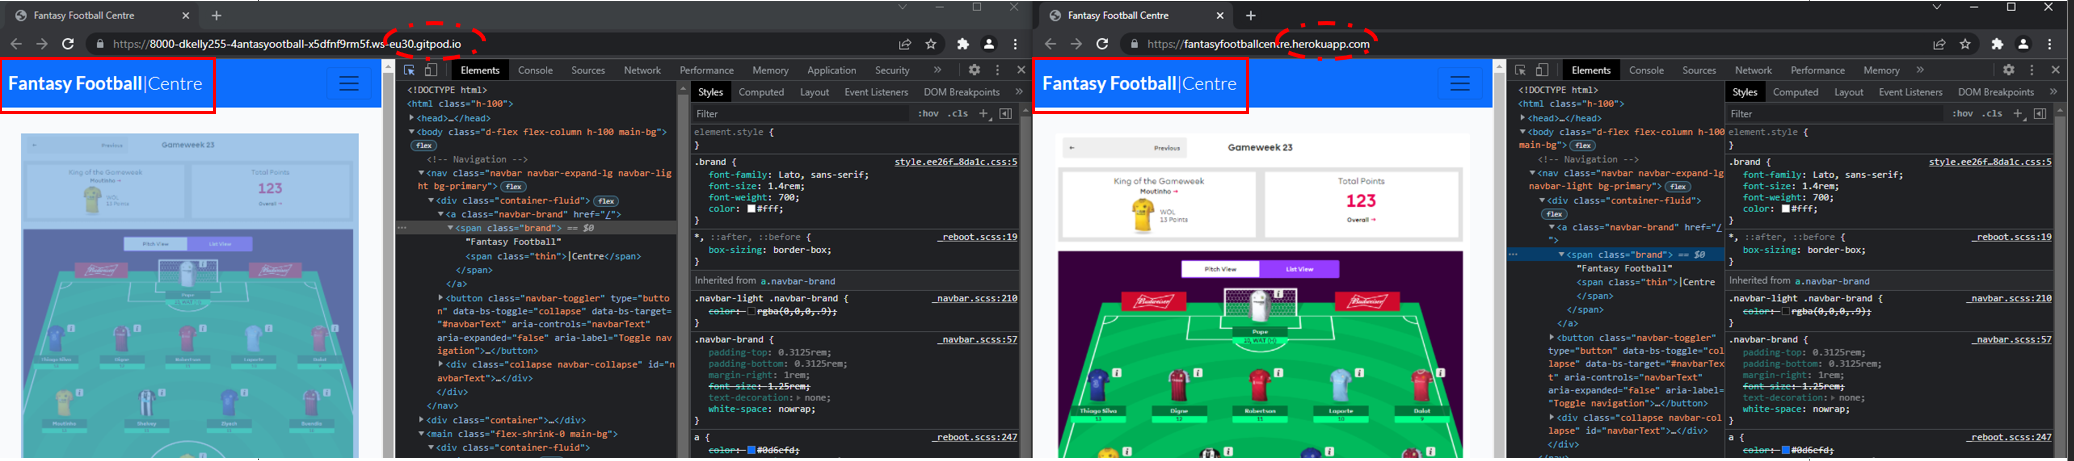 Fantasy Football Centre
https://8000-dkelly255-4antasyootball-x5dfnf9rm5f.ws-eu30.gitpod.io
Fantasy Football|Centre
Previous
Gameweek 23
King of the Gameweek
Moutinho →
WOL
13 Points
Total Points
123
Overall →
Pitch View
List View
Budweiser
Budweiser
Pope
Thiago Silva
Digne
Robertson
Laporte
Dalot
Elements
Console
Sources
Network
Performance
Memory
Application
Security
»
<!DOCTYPE html>
<html class="h-100">
<head>…</head>
<body class="d-flex flex-column h-100 main-bg">
flex
<!-- Navigation -->
<nav class="navbar navbar-expand-lg navbar-lig
ht bg-primary"> flex
<div class="container-fluid"> flex
<a class="navbar-brand" href="/">
<span class="brand"> == $0
"Fantasy Football"
<span class="thin">|Centre</span>
</span>
</a>
<button class="navbar-toggler" type="butto
n" data-bs-toggle="collapse" data-bs-target=
"#navbarText" aria-controls="navbarText"
aria-expanded="false" aria-label="Toggle nav
igation">…</button>
<div class="collapse navbar-collapse" id="n
avbarText">…</div>
</div>
</nav>
<div class="container">…</div>
<main class="flex-shrink-0 main-bg">
<div class="container-fluid">
Styles
Computed
Layout
Event Listeners
DOM Breakpoints
»
Filter
:hov .cls +
element.style {
}
.brand {
style.ee26f…8da1c.css:5
font-family: Lato, sans-serif;
font-size: 1.4rem;
font-weight: 700;
color: #fff;
}
*, ::after, ::before {
_reboot.scss:19
box-sizing: border-box;
}
Inherited from a.navbar-brand
.navbar-light .navbar-brand {
_navbar.scss:210
color: rgba(0,0,0,.9);
}
.navbar-brand {
_navbar.scss:57
padding-top: 0.3125rem;
padding-bottom: 0.3125rem;
margin-right: 1rem;
font-size: 1.25rem;
text-decoration: none;
white-space: nowrap;
}
a {
_reboot.scss:247
color: #0d6efd;
Fantasy Football Centre
https://fantasyfootballcentre.herokuapp.com
Fantasy Football|Centre
Previous
Gameweek 23
King of the Gameweek
Moutinho →
WOL
13 Points
Total Points
123
Overall →
Pitch View
List View
Budweiser
Budweiser
Pope
Thiago Silva
Digne
Robertson
Laporte
Dalot
Elements
Console
Sources
Network
Performance
Memory
»
<!DOCTYPE html>
<html class="h-100">
<head>…</head>
<body class="d-flex flex-column h-100
main-bg"> flex
<!-- Navigation -->
<nav class="navbar navbar-expand-lg
navbar-light bg-primary"> flex
<div class="container-fluid">
flex
<a class="navbar-brand" href="/
">
<span class="brand"> == $0
"Fantasy Football"
<span class="thin">|Centre
</span>
</span>
</a>
<button class="navbar-toggler"
type="button" data-bs-toggle="col
lapse" data-bs-target="#navbarTex
t" aria-controls="navbarText"
aria-expanded="false" aria-label=
"Toggle navigation">…</button>
<div class="collapse navbar-col
lapse" id="navbarText">…</div>
</div>
</nav>
Styles
Computed
Layout
Event Listeners
DOM Breakpoints
»
Filter
:hov .cls +
element.style {
}
.brand {
style.ee26f…8da1c.css:5
font-family: Lato, sans-serif;
font-size: 1.4rem;
font-weight: 700;
color: #fff;
}
*, ::after, ::before {
_reboot.scss:19
box-sizing: border-box;
}
Inherited from a.navbar-brand
.navbar-light .navbar-brand {
_navbar.scss:210
color: rgba(0,0,0,.9);
}
.navbar-brand {
_navbar.scss:57
padding-top: 0.3125rem;
padding-bottom: 0.3125rem;
margin-right: 1rem;
font-size: 1.25rem;
text-decoration: none;
white-space: nowrap;
}
a {
_reboot.scss:247
color: #0d6efd;